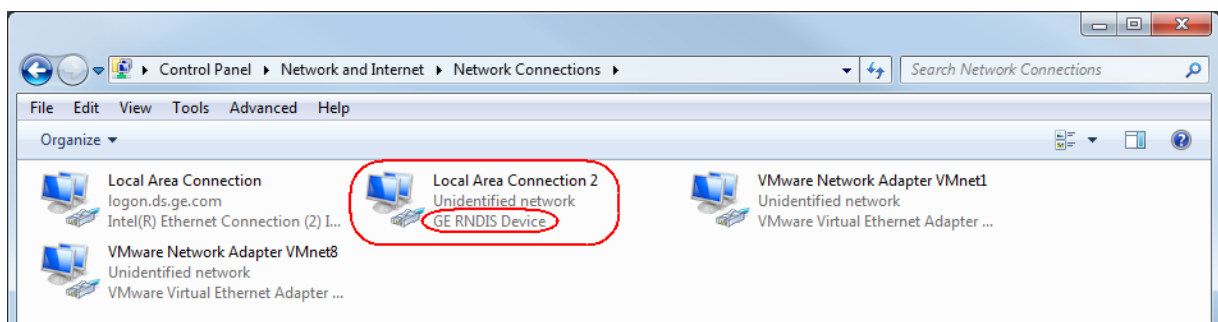 Control Panel Network and Internet Network Connections
Search Network Connections
File Edit View Tools Advanced Help
Organize
Local Area Connection
logon.ds.ge.com
Intel(R) Ethernet Connection (2) I...
Local Area Connection 2
Unidentified network
GE RNDIS Device
VMware Network Adapter VMnet1
Unidentified network
VMware Virtual Ethernet Adapter ...
VMware Network Adapter VMnet8
Unidentified network
VMware Virtual Ethernet Adapter ...